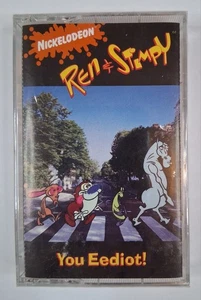 NICKELODEON
Ren & Stimpy
You Eediot!